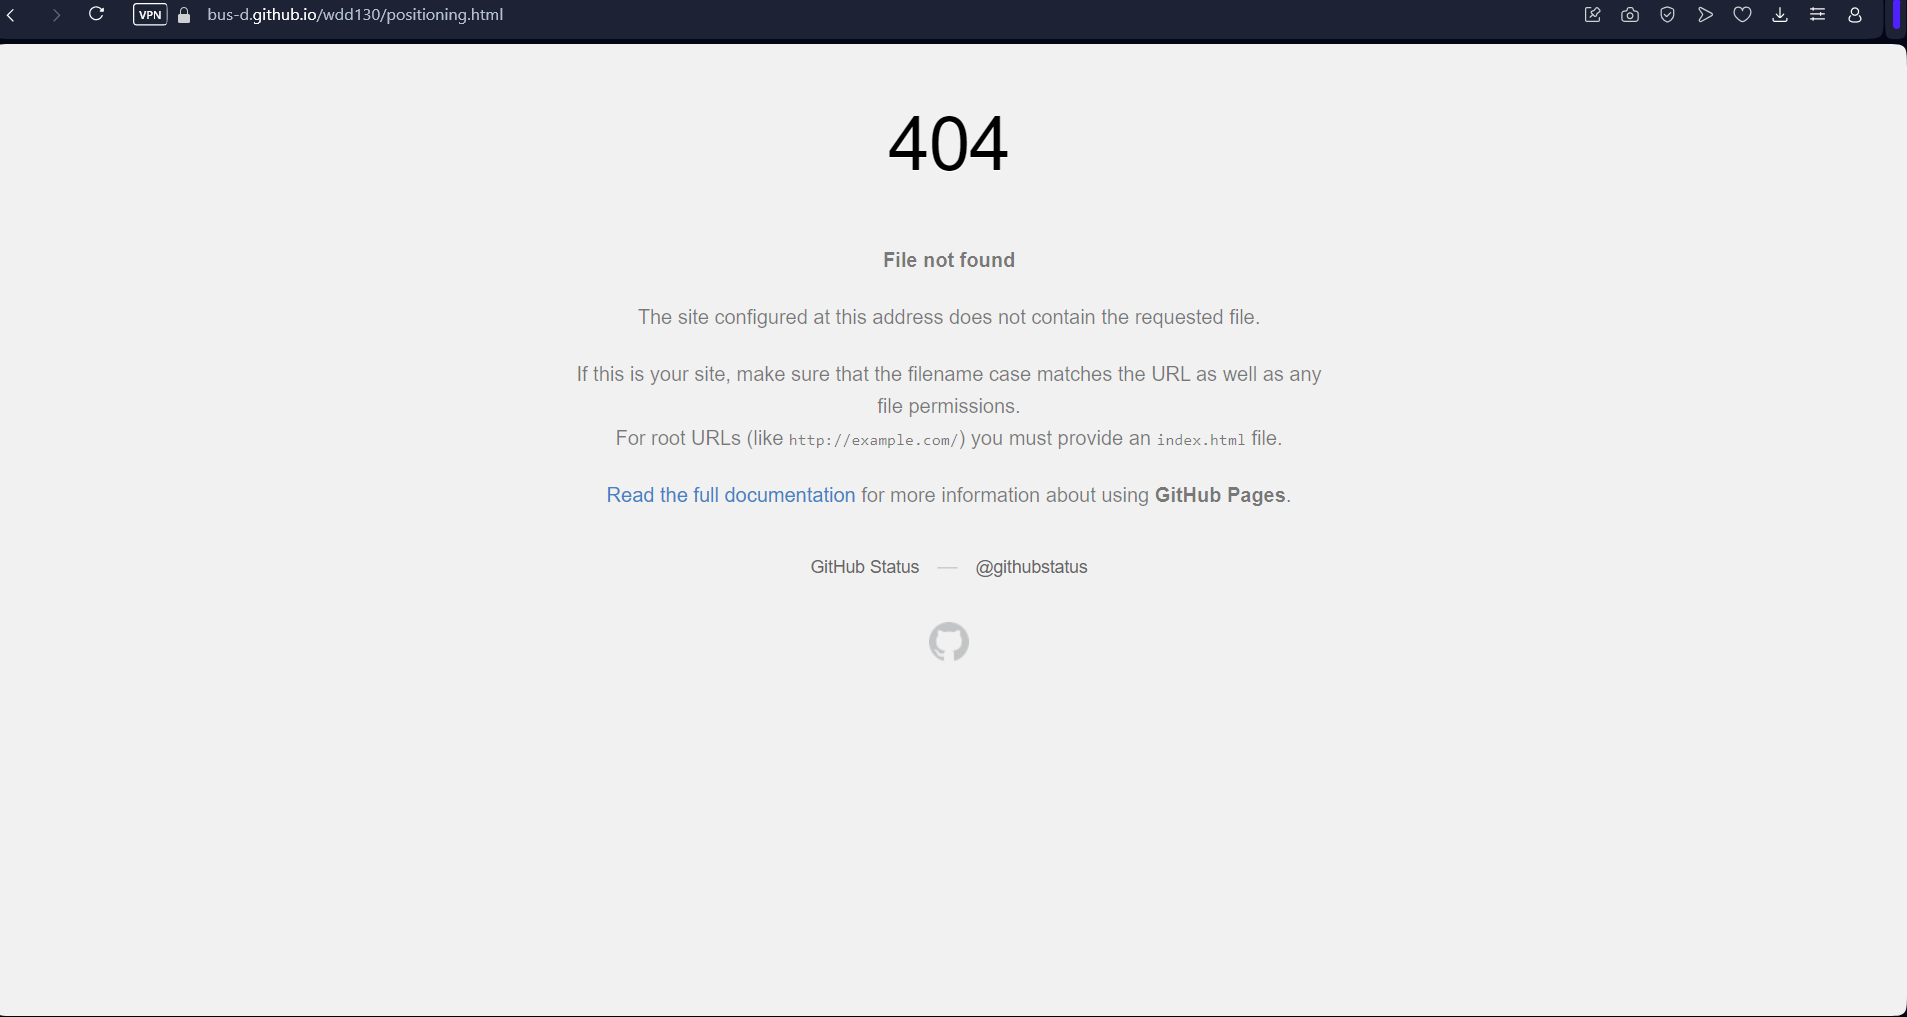 VPN bus-d.github.io/wdd130/positioning.html
404
File not found
The site configured at this address does not contain the requested file.
If this is your site, make sure that the filename case matches the URL as well as any
file permissions.
For root URLs (like http://example.com/) you must provide an index.html file.
Read the full documentation for more information about using GitHub Pages.
GitHub Status — @githubstatus